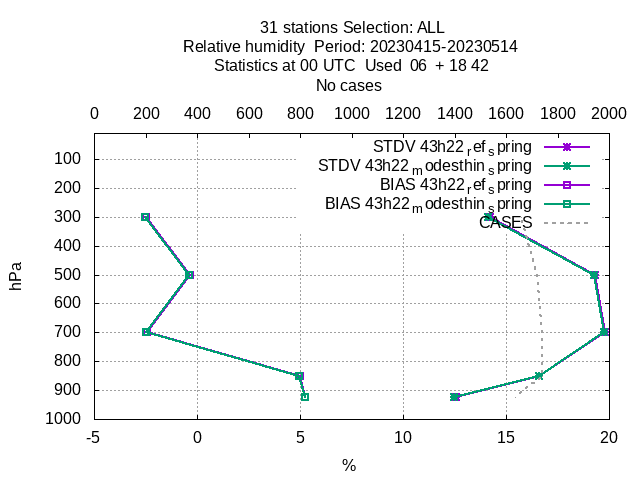 31 stations Selection: ALL
Relative humidity  Period: 20230415-20230514
Statistics at 00 UTC  Used  06  + 18 42
No cases
0 200 400 600 800 1000 1200 1400 1600 1800 2000
STDV 43h22_ref_spring
STDV 43h22_modesthin_spring
BIAS 43h22_ref_spring
BIAS 43h22_modesthin_spring
CASES
100
200
300
400
500
600
700
800
900
1000
hPa
-5 0 5 10 15 20
%